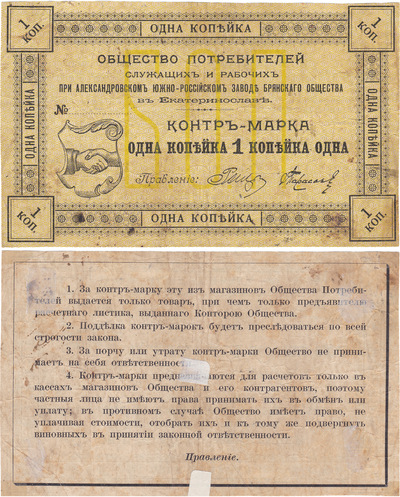 1 КОП. ОДНА КОПѢЙКА 1 КОП.
ОБЩЕСТВО ПОТРЕБИТЕЛЕЙ
СЛУЖАЩИХЪ И РАБОЧИХЪ
ПРИ АЛЕКСАНДРОВСКОМЪ ЮЖНО-РОССІЙСКОМЪ ЗАВОДѢ БРЯНСКАГО ОБЩЕСТВА
ВЪ ЕКАТЕРИНОСЛАВѢ.
ОДНА КОПѢЙКА
ОДНА КОПѢЙКА
№
КОНТРЪ-МАРКА
ОДНА КОПѢЙКА 1 КОПѢЙКА ОДНА
Правленіе:
1 КОП. ОДНА КОПѢЙКА 1 КОП.
1. За контръ-марку эту изъ магазиновъ Общества Потреби-
телей выдается только товаръ, при чемъ только предъявителю
расчетнаго листика, выданнаго Конторою Общества.
2. Поддѣлка контръ-марокъ будетъ преслѣдоваться по всей
строгости закона.
3. За порчу или утрату контръ-марки Общество не прини-
маетъ на себя отвѣтственности.
4. Контръ-марки предназначаются для расчетовъ только въ
кассахъ магазиновъ Общества и его контрагентовъ, поэтому
частныя лица не имѣютъ права принимать ихъ въ обмѣнъ или
уплату; въ противномъ случаѣ Общество имѣетъ право, не
уплачивая стоимости, отобрать ихъ и къ тому же подвергнуть
виновныхъ въ принятіи законной отвѣтственности.
Правленіе.